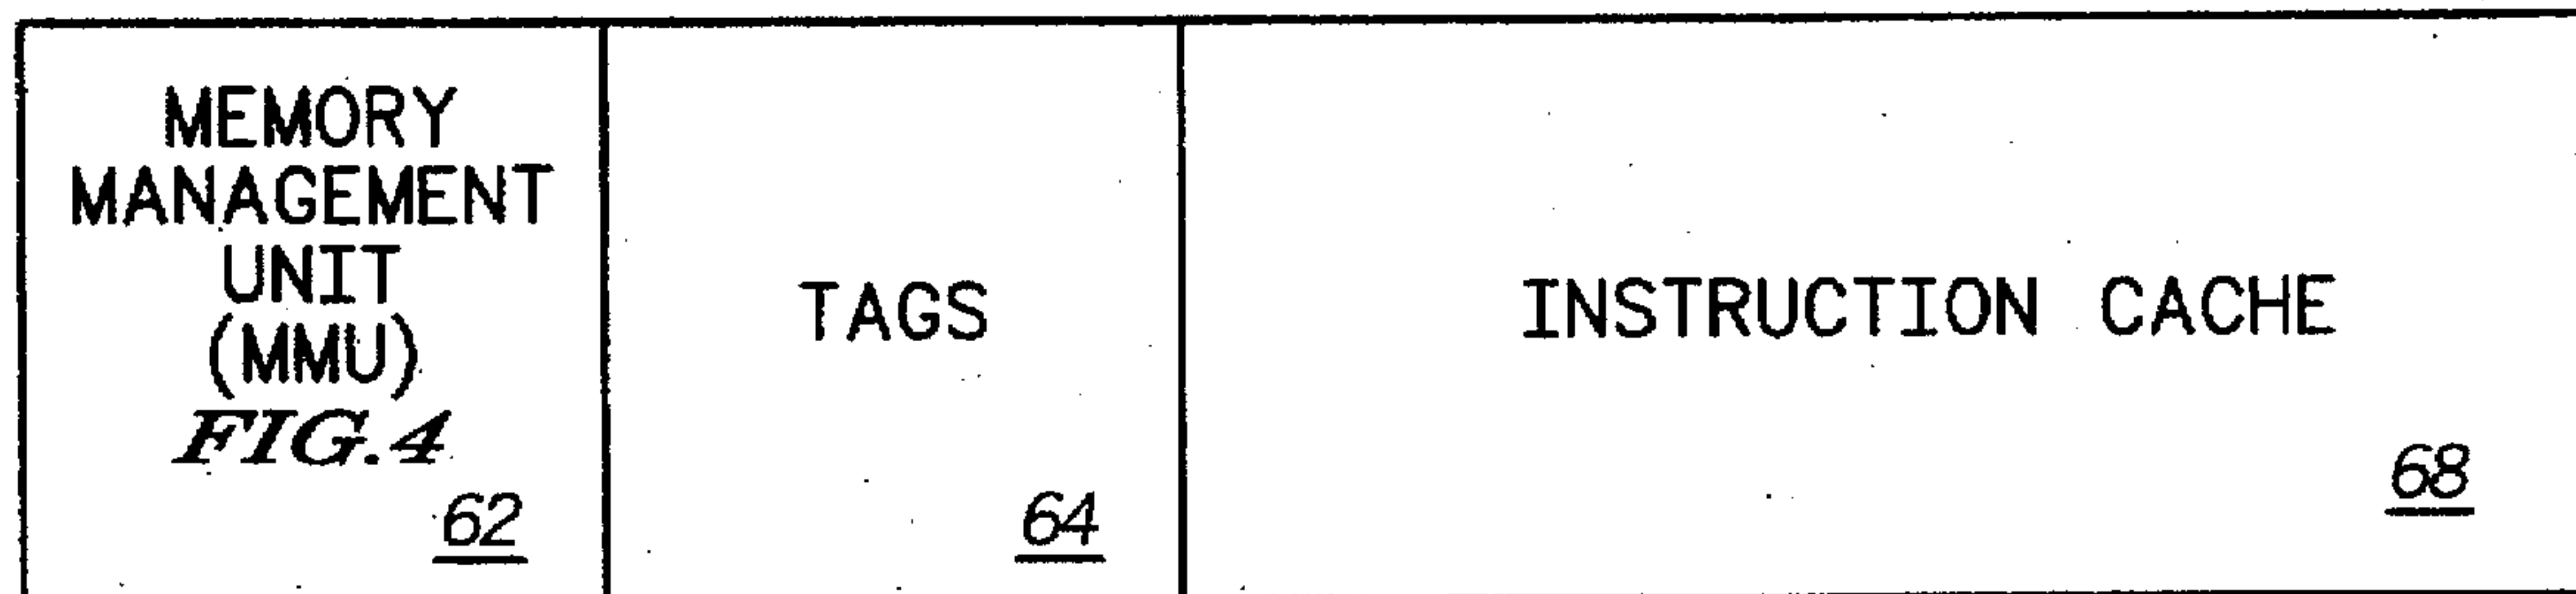 MEMORY
MANAGEMENT
UNIT
(MMU)
FIG.4
62
TAGS
64
INSTRUCTION CACHE
68